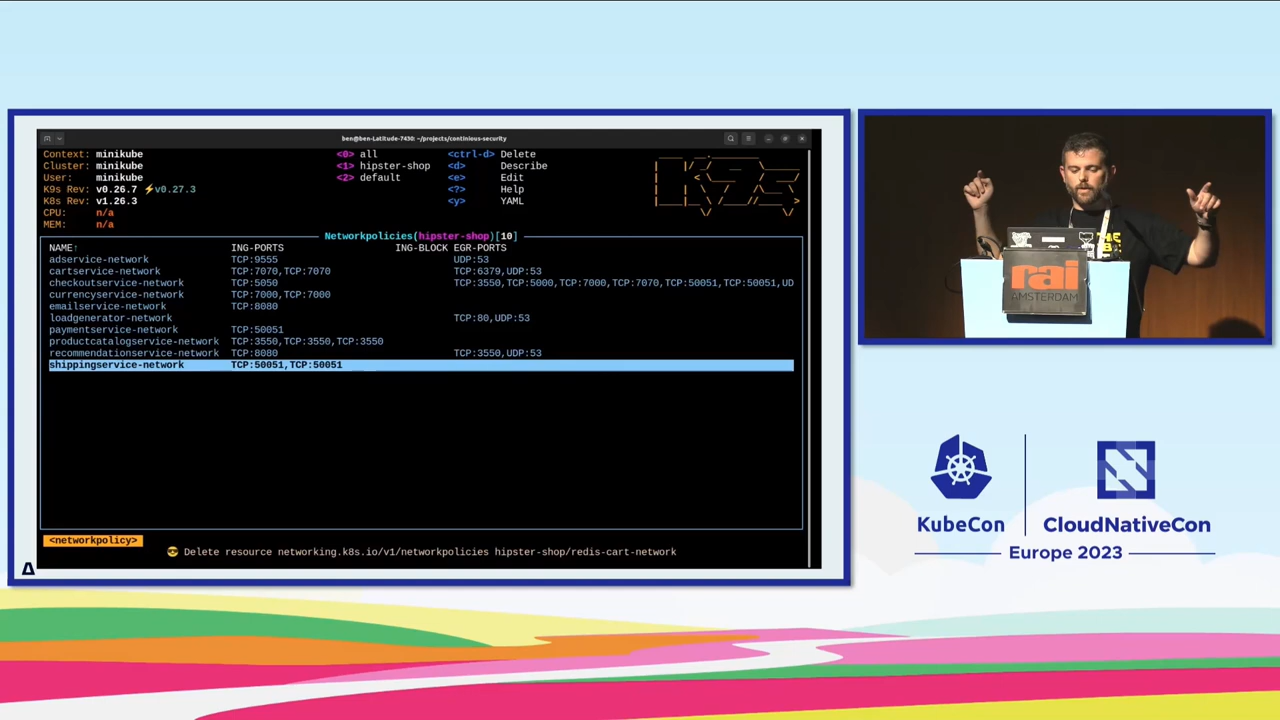 ben@ben-Latitude-7430: ~/projects/continious-security
Context: minikube <0> all <ctrl-d> Delete
Cluster: minikube <1> hipster-shop <d> Describe
User: minikube <2> default <e> Edit
K9s Rev: v0.26.7 ⚡v0.27.3 <?> Help
K8s Rev: v1.26.3 <y> YAML
CPU: n/a
MEM: n/a
Networkpolicies(hipster-shop)[10]
NAME↑ ING-PORTS ING-BLOCK EGR-PORTS
adservice-network TCP:9555 UDP:53
cartservice-network TCP:7070,TCP:7070 TCP:6379,UDP:53
checkoutservice-network TCP:5050 TCP:3550,TCP:5000,TCP:7000,TCP:7070,TCP:50051,TCP:50051,UD
currencyservice-network TCP:7000,TCP:7000
emailservice-network TCP:8080
loadgenerator-network TCP:80,UDP:53
paymentservice-network TCP:50051
productcatalogservice-network TCP:3550,TCP:3550,TCP:3550
recommendationservice-network TCP:8080 TCP:3550,UDP:53
shippingservice-network TCP:50051,TCP:50051
<networkpolicy>
😎 Delete resource networking.k8s.io/v1/networkpolicies hipster-shop/redis-cart-network
rai
AMSTERDAM
KubeCon
CloudNativeCon
Europe 2023